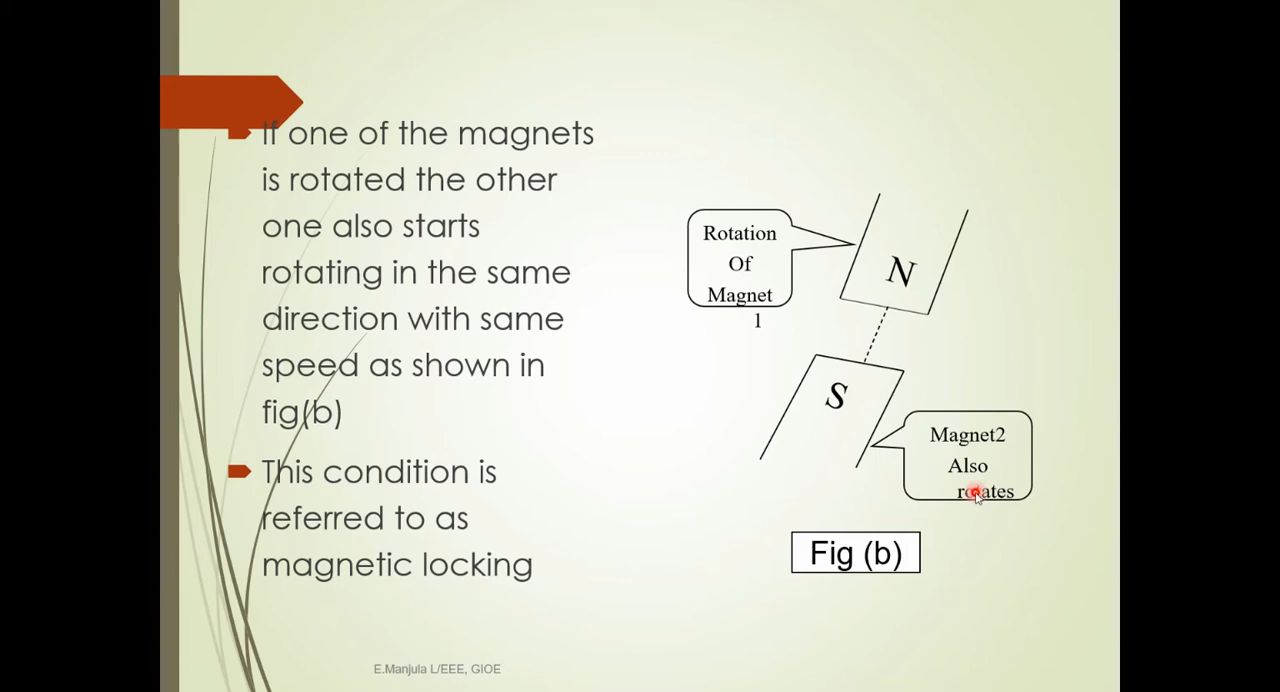 If one of the magnets
is rotated the other
one also starts
rotating in the same
direction with same
speed as shown in
fig(b)
This condition is
referred to as
magnetic locking
Rotation
Of
Magnet
1
N
S
Magnet2
Also
rotates
Fig (b)
E.Manjula L/EEE, GIOE